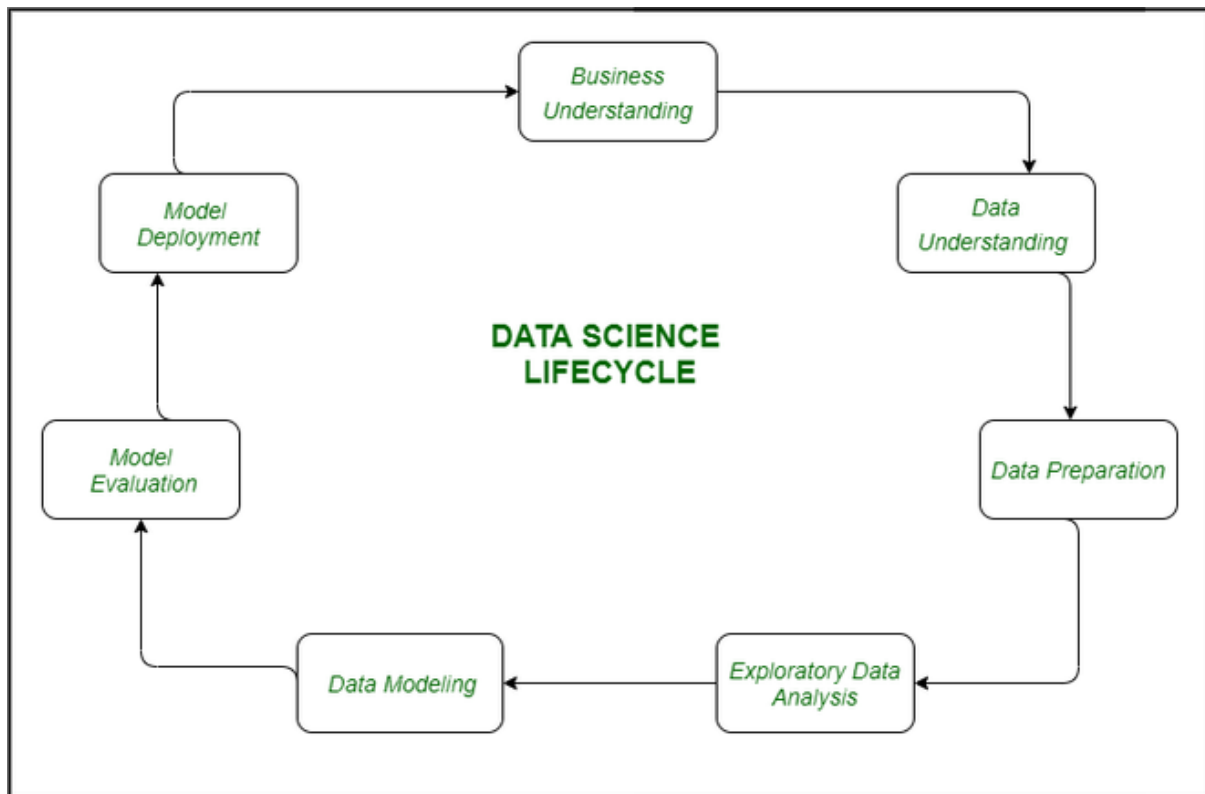 Business
Understanding
Model
Deployment
Data
Understanding
DATA SCIENCE
LIFECYCLE
Model
Evaluation
Data Preparation
Data Modeling
Exploratory Data
Analysis